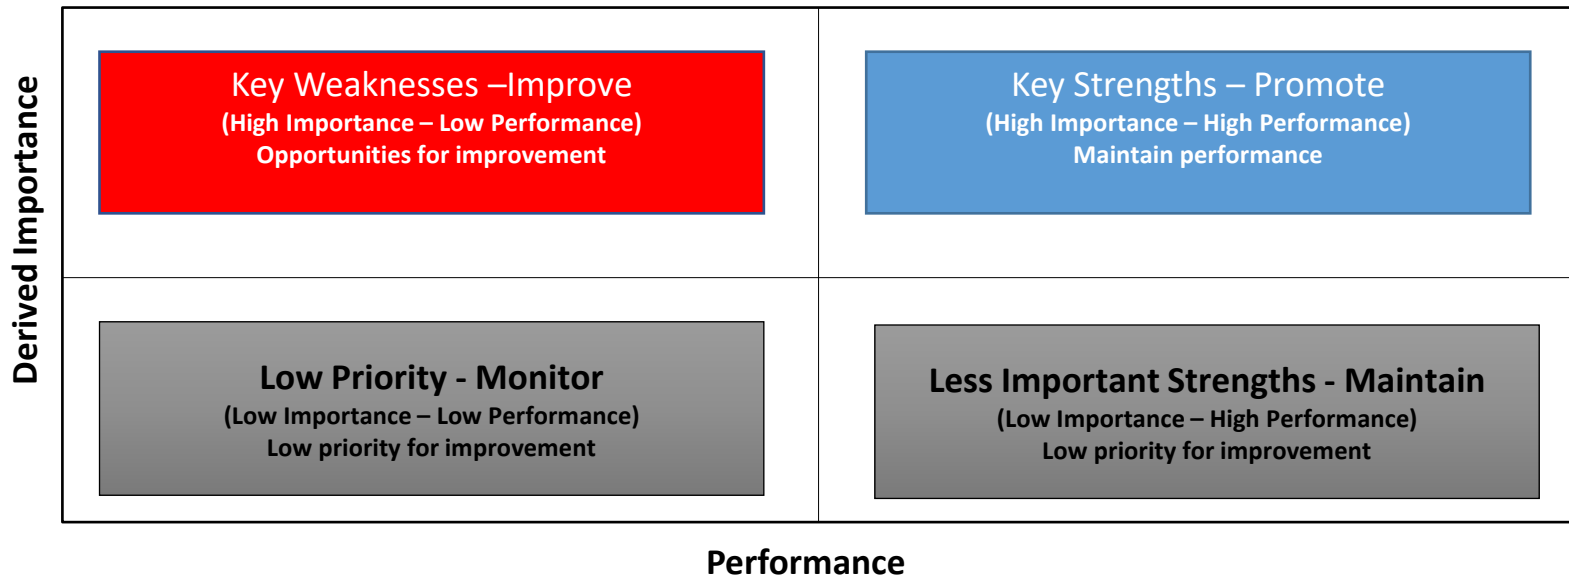 Derived Importance
Key Weaknesses –Improve
(High Importance – Low Performance)
Opportunities for improvement
Key Strengths – Promote
(High Importance – High Performance)
Maintain performance
Low Priority - Monitor
(Low Importance – Low Performance)
Low priority for improvement
Less Important Strengths - Maintain
(Low Importance – High Performance)
Low priority for improvement
Performance